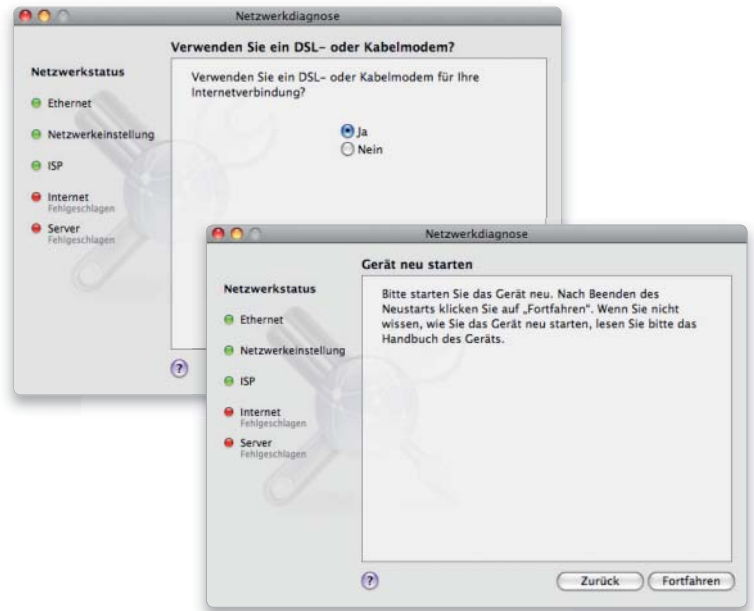 Netzwerkdiagnose
Verwenden Sie ein DSL- oder Kabelmodem?
Netzwerkstatus
Ethernet
Netzwerkeinstellung
ISP
Internet
Fehlgeschlagen
Server
Fehlgeschlagen
Verwenden Sie ein DSL- oder Kabelmodem für Ihre
Internetverbindung?
Ja
Nein
?
Netzwerkdiagnose
Gerät neu starten
Netzwerkstatus
Ethernet
Netzwerkeinstellung
ISP
Internet
Fehlgeschlagen
Server
Fehlgeschlagen
Bitte starten Sie das Gerät neu. Nach Beenden des
Neustarts klicken Sie auf „Fortfahren“. Wenn Sie nicht
wissen, wie Sie das Gerät neu starten, lesen Sie bitte das
Handbuch des Geräts.
?
Zurück
Fortfahren